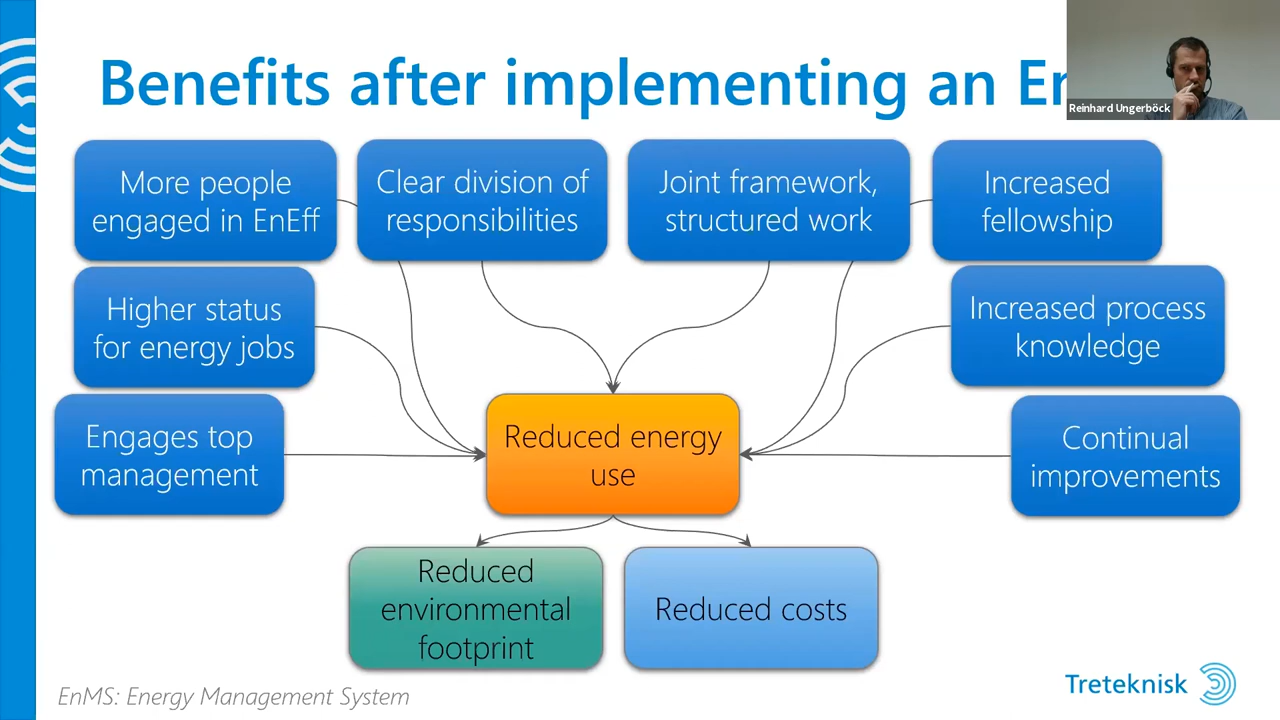 Benefits after implementing an
Reinhard Ungerböck
More people
engaged in EnEff
Clear division of
responsibilities
Joint framework,
structured work
Increased
fellowship
Higher status
for energy jobs
Increased process
knowledge
Engages top
management
Reduced energy
use
Continual
improvements
Reduced
environmental
footprint
Reduced costs
EnMS: Energy Management System
Treteknisk